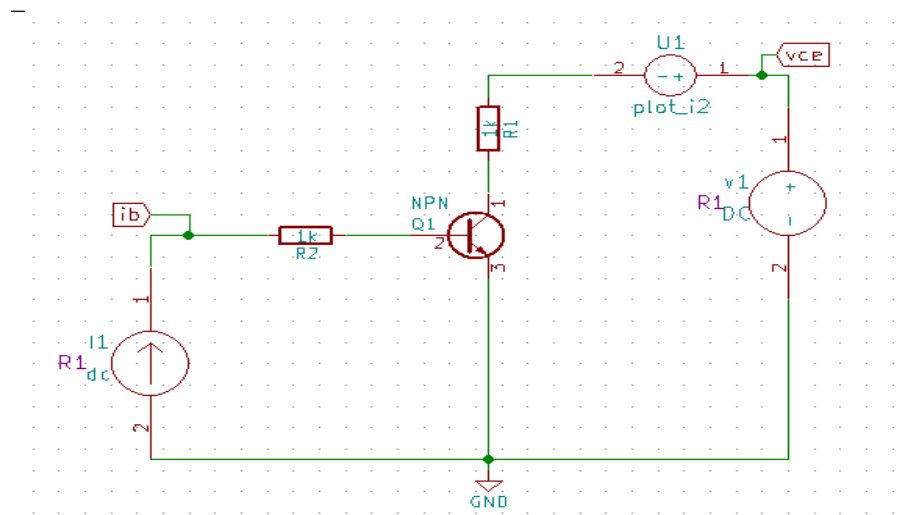 U1
vce
2
- +
1
plot_i2
1k
R1
1
v1
+
R1
DC
NPN
1
Q1
ib
2
1k
R2
3
2
1
I1
R1
dc
2
GND